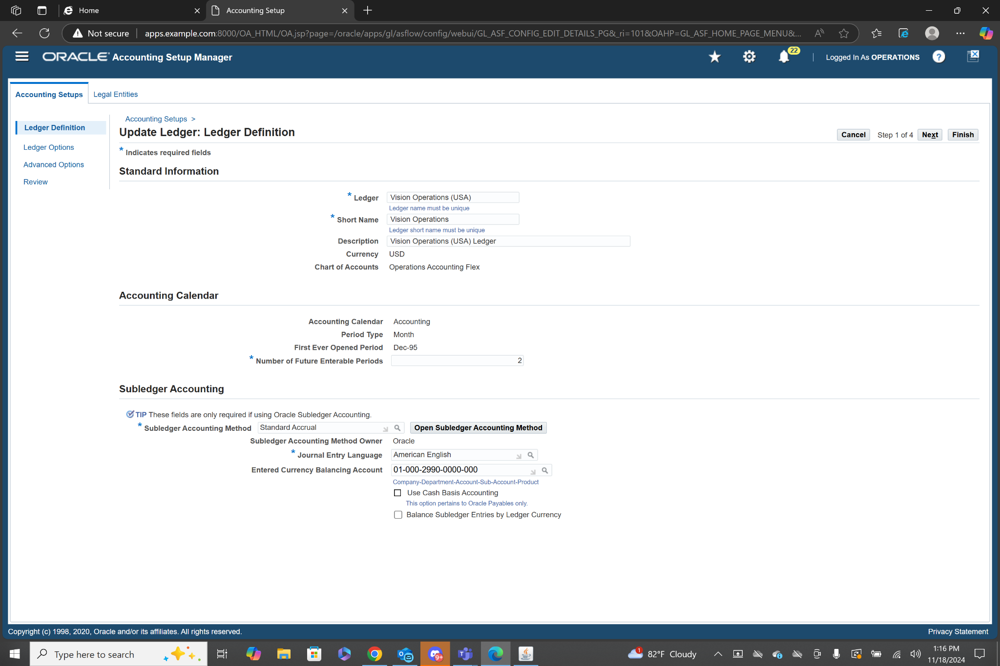 Home
Accounting Setup
Not secure
apps.example.com:8000/OA_HTML/OA.jsp?page=/oracle/apps/gl/asflow/config/webui/GL_ASF_CONFIG_EDIT_DETAILS_PG&_ri=101&OAHP=GL_ASF_HOME_PAGE_MENU&...
ORACLE Accounting Setup Manager
22
Logged In As OPERATIONS
Accounting Setups
Legal Entities
Ledger Definition
Ledger Options
Advanced Options
Review
Accounting Setups >
Update Ledger: Ledger Definition
Cancel Step 1 of 4 Next Finish
* Indicates required fields
Standard Information
* Ledger Vision Operations (USA)
Ledger name must be unique
* Short Name Vision Operations
Ledger short name must be unique
Description Vision Operations (USA) Ledger
Currency USD
Chart of Accounts Operations Accounting Flex
Accounting Calendar
Accounting Calendar Accounting
Period Type Month
First Ever Opened Period Dec-95
* Number of Future Enterable Periods 2
Subledger Accounting
TIP These fields are only required if using Oracle Subledger Accounting.
* Subledger Accounting Method Standard Accrual Open Subledger Accounting Method
Subledger Accounting Method Owner Oracle
* Journal Entry Language American English
Entered Currency Balancing Account 01-000-2990-0000-000
Company-Department-Account-Sub-Account-Product
Use Cash Basis Accounting
This option pertains to Oracle Payables only.
Balance Subledger Entries by Ledger Currency
Copyright (c) 1998, 2020, Oracle and/or its affiliates. All rights reserved.
Privacy Statement
Type here to search
9+
1
82°F Cloudy
1:16 PM
11/18/2024